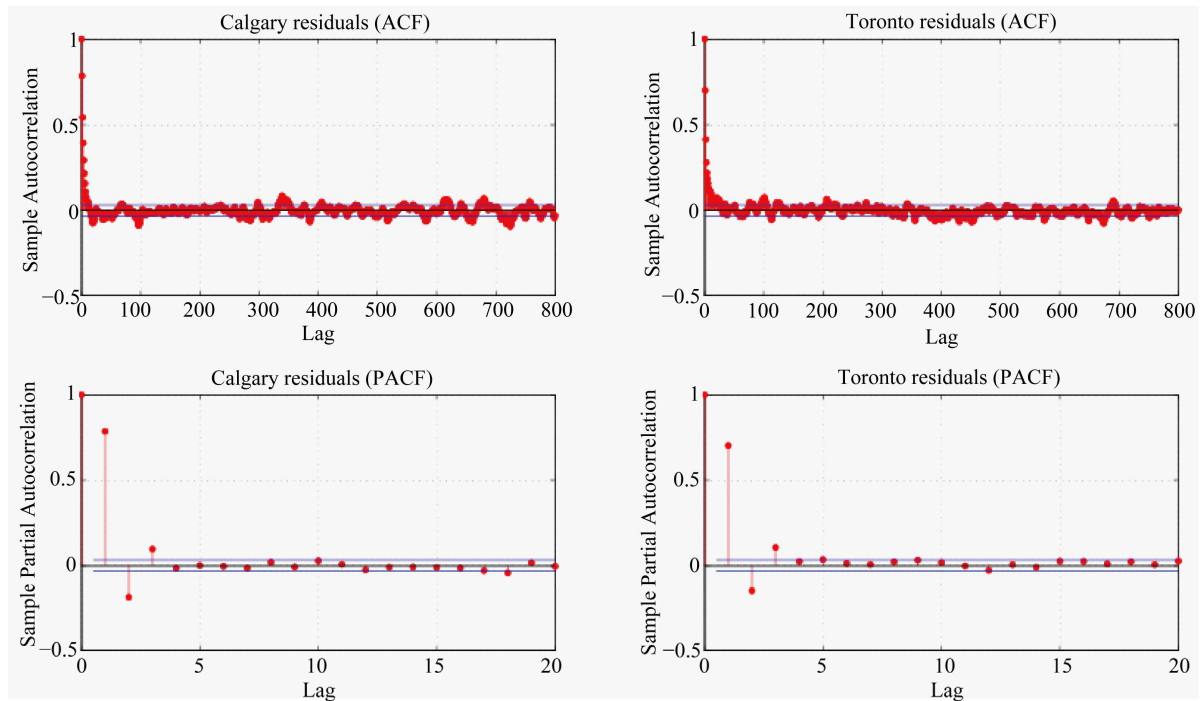 Calgary residuals (ACF)
Sample Autocorrelation
1
0.5
0
−0.5
0 100 200 300 400 500 600 700 800
Lag
Toronto residuals (ACF)
Sample Autocorrelation
1
0.5
0
−0.5
0 100 200 300 400 500 600 700 800
Lag
Calgary residuals (PACF)
Sample Partial Autocorrelation
1
0.5
0
−0.5
0 5 10 15 20
Lag
Toronto residuals (PACF)
Sample Partial Autocorrelation
1
0.5
0
−0.5
0 5 10 15 20
Lag